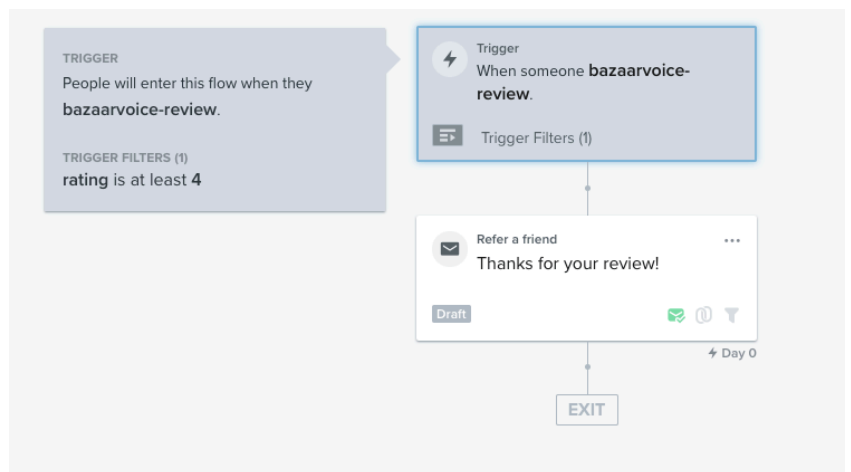 TRIGGER
People will enter this flow when they
bazaarvoice-review.
TRIGGER FILTERS (1)
rating is at least 4
Trigger
When someone bazaarvoice-
review.
Trigger Filters (1)
Refer a friend
Thanks for your review!
Draft
Day 0
EXIT